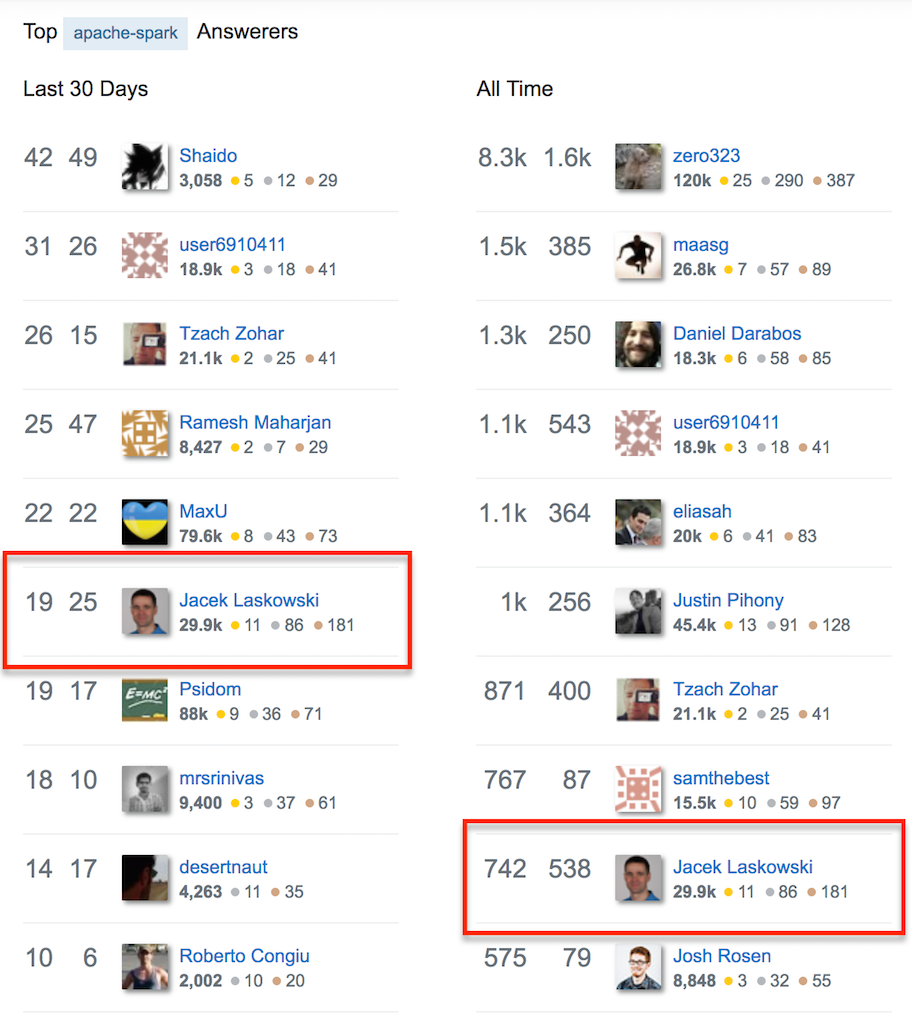 Top apache-spark Answerers
Last 30 Days
42 49 Shaido
3,058 5 12 29
31 26 user6910411
18.9k 3 18 41
26 15 Tzach Zohar
21.1k 2 25 41
25 47 Ramesh Maharjan
8,427 2 7 29
22 22 MaxU
79.6k 8 43 73
19 25 Jacek Laskowski
29.9k 11 86 181
19 17 Psidom
E=MC²
88k 9 36 71
18 10 mrsrinivas
9,400 3 37 61
14 17 desertnaut
4,263 11 35
10 6 Roberto Congiu
2,002 10 20
All Time
8.3k 1.6k zero323
120k 25 290 387
1.5k 385 maasg
26.8k 7 57 89
1.3k 250 Daniel Darabos
18.3k 6 58 85
1.1k 543 user6910411
18.9k 3 18 41
1.1k 364 eliasah
20k 6 41 83
1k 256 Justin Pihony
45.4k 13 91 128
871 400 Tzach Zohar
21.1k 2 25 41
767 87 samthebest
15.5k 10 59 97
742 538 Jacek Laskowski
29.9k 11 86 181
575 79 Josh Rosen
8,848 3 32 55